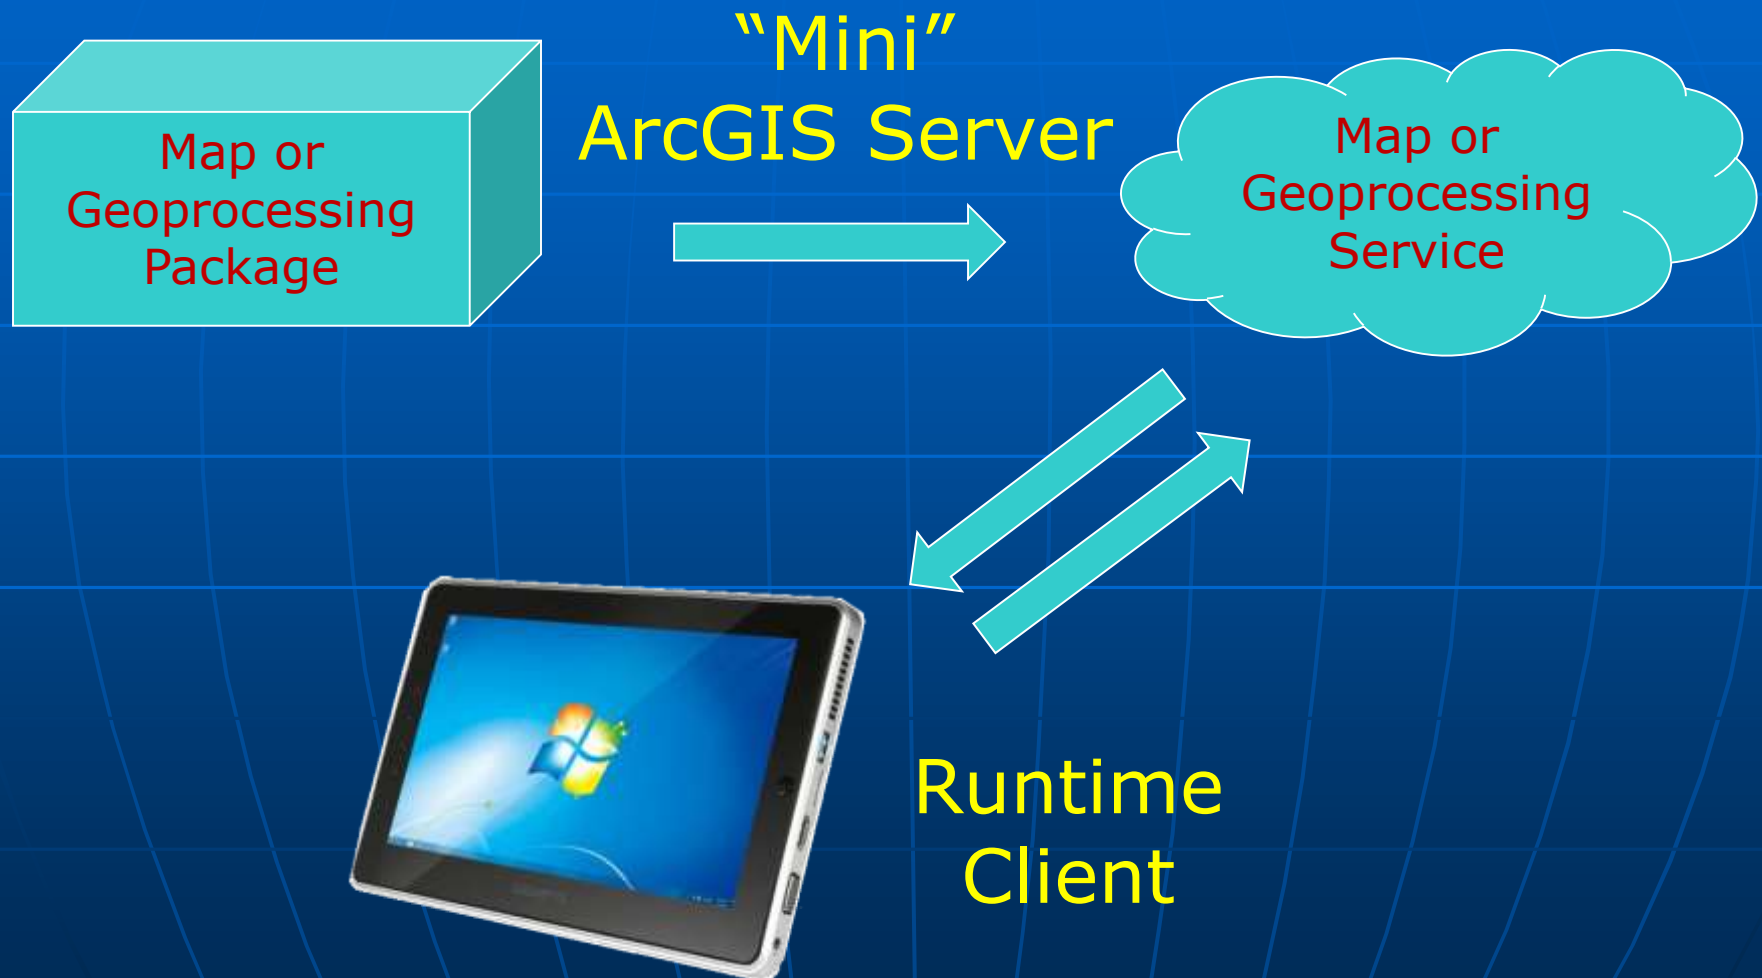 “Mini”
ArcGIS Server
Map or
Geoprocessing
Package
Map or
Geoprocessing
Service
Runtime
Client